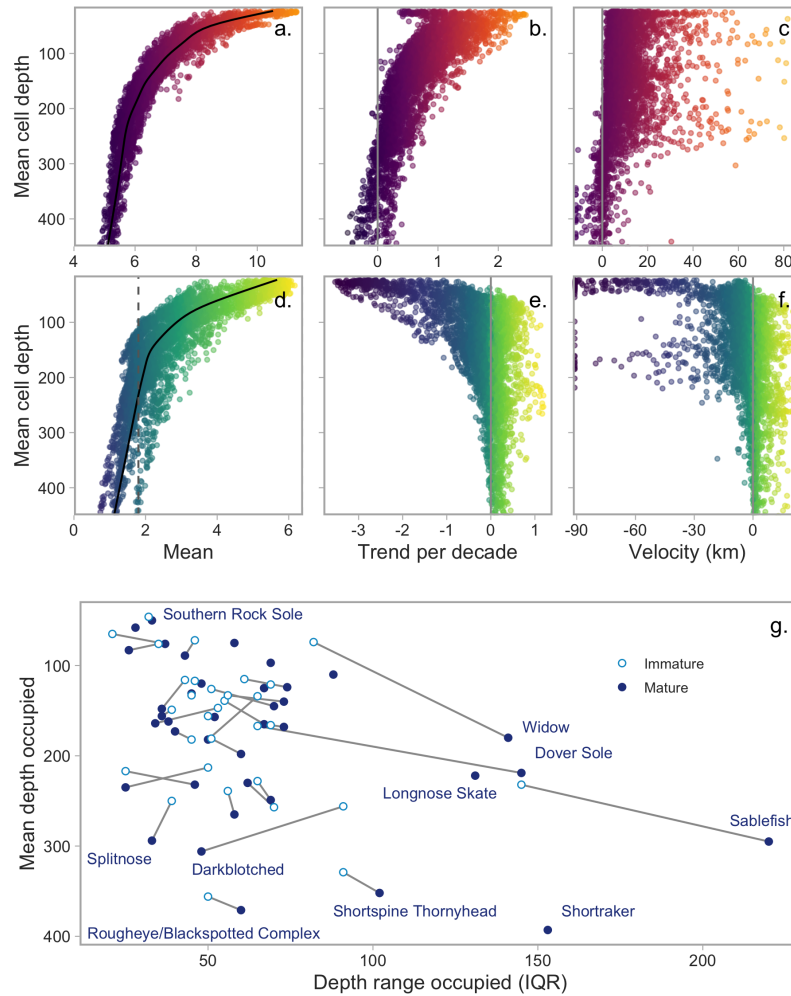 a.
b.
c
Mean cell depth
100
200
300
400
4
6
8
10
0
1
2
0
20
40
60
80
d.
e.
f.
Mean cell depth
100
200
300
400
0
2
4
6
-3
-2
-1
0
1
-90
-60
-30
0
Mean
Trend per decade
Velocity (km)
g.
Southern Rock Sole
Immature
Mature
Widow
Dover Sole
Longnose Skate
Sablefish
Splitnose
Darkblotched
Shortspine Thornyhead
Shortraker
Rougheye/Blackspotted Complex
Mean depth occupied
100
200
300
400
50
100
150
200
Depth range occupied (IQR)